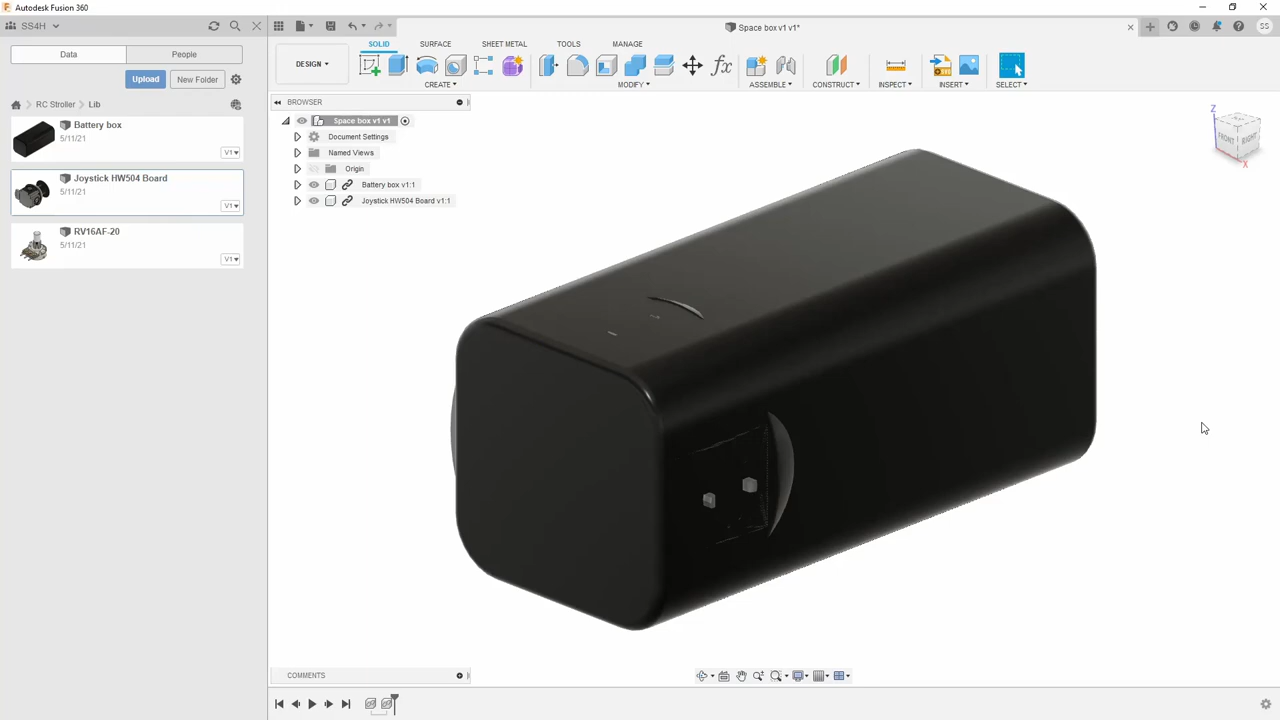 Autodesk Fusion 360
SS4H
Space box v1 v1*
SS
Data
People
DESIGN
SOLID
SURFACE
SHEET METAL
TOOLS
MANAGE
fx
CREATE
MODIFY
ASSEMBLE
CONSTRUCT
INSPECT
INSERT
SELECT
Upload
New Folder
RC Stroller
Lib
Battery box
5/11/21
V1
Joystick HW504 Board
5/11/21
V1
RV16AF-20
5/11/21
V1
BROWSER
Space box v1 v1
Document Settings
Named Views
Origin
Battery box v1:1
Joystick HW504 Board v1:1
Z
FRONT
RIGHT
X
COMMENTS